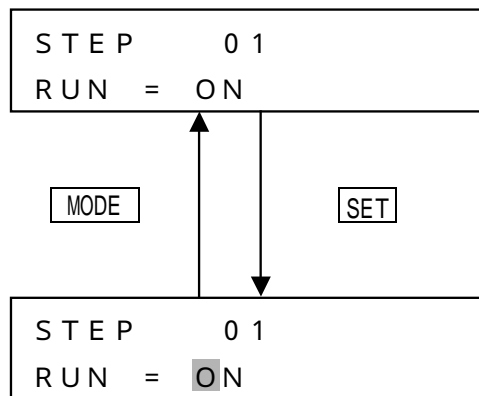 STEP 01
RUN = ON
MODE SET
STEP 01
RUN = ON